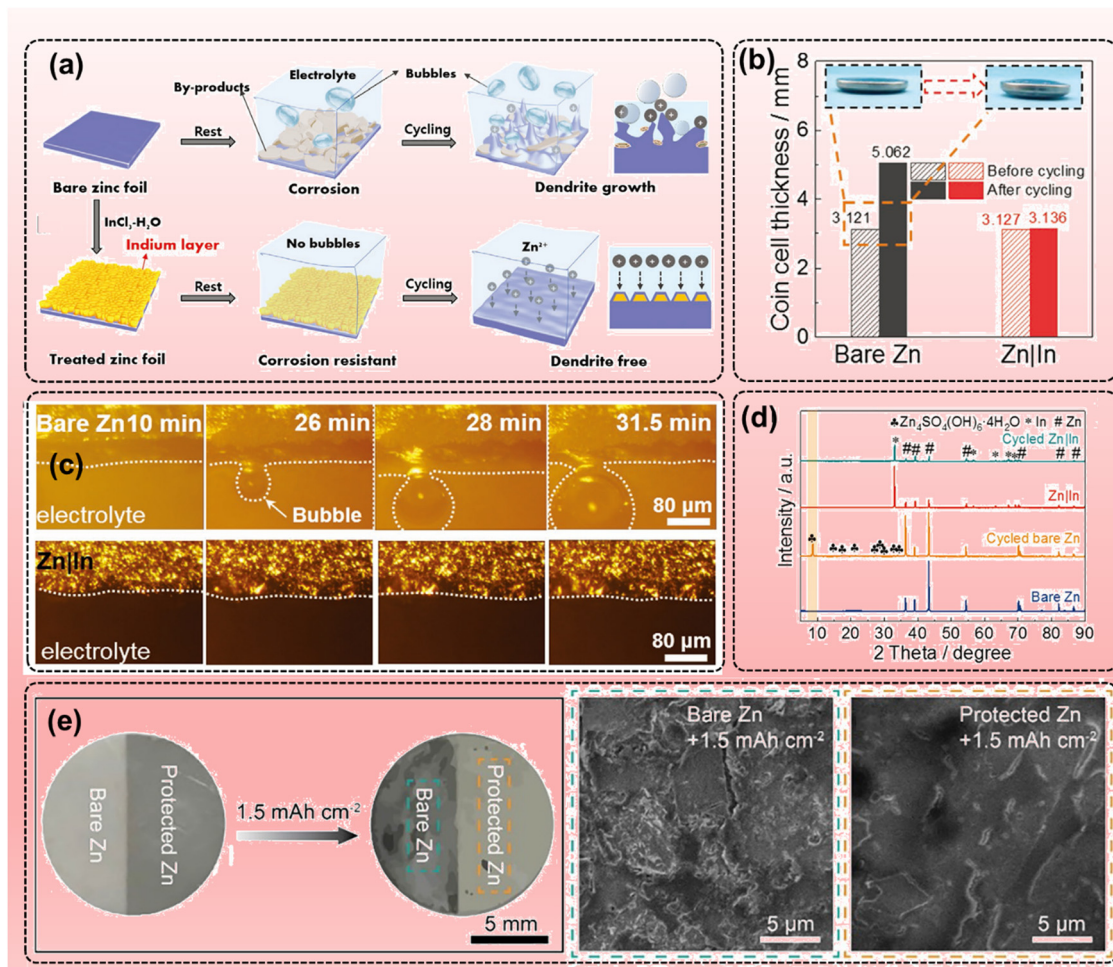 (a)
Electrolyte
Bubbles
By-products
Rest
Cycling
Bare zinc foil
Corrosion
Dendrite growth
InCl₃-H₂O
Indium layer
No bubbles
Zn²⁺
Rest
Cycling
Treated zinc foil
Corrosion resistant
Dendrite free
(b)
Coin cell thickness / mm
8
6
4
2
0
5.062
3.121
Before cycling
After cycling
3.127 3.136
Bare Zn
Zn|In
(c)
Bare Zn 10 min
26 min
28 min
31.5 min
Bubble
electrolyte
80 μm
Zn|In
electrolyte
80 μm
(d)
♣Zn₄SO₄(OH)₆·4H₂O * In # Zn
Cycled Zn|In
Zn|In
Cycled bare Zn
Bare Zn
Intensity / a.u.
10 20 30 40 50 60 70 80 90
2 Theta / degree
(e)
Bare Zn
Protected Zn
1.5 mAh cm⁻²
Bare Zn
Protected Zn
5 mm
Bare Zn
+1.5 mAh cm⁻²
5 μm
Protected Zn
+1.5 mAh cm⁻²
5 μm